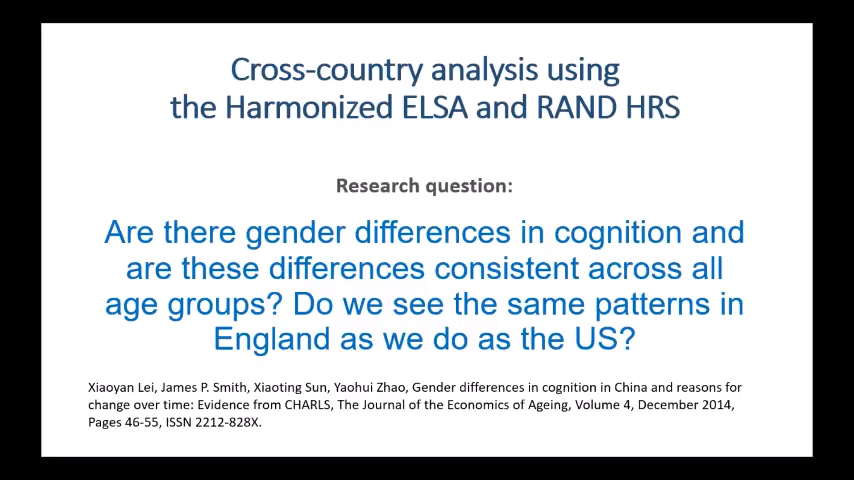 Cross-country analysis using
the Harmonized ELSA and RAND HRS
Research question:
Are there gender differences in cognition and
are these differences consistent across all
age groups? Do we see the same patterns in
England as we do as the US?
Xiaoyan Lei, James P. Smith, Xiaoting Sun, Yaohui Zhao, Gender differences in cognition in China and reasons for
change over time: Evidence from CHARLS, The Journal of the Economics of Ageing, Volume 4, December 2014,
Pages 46-55, ISSN 2212-828X.